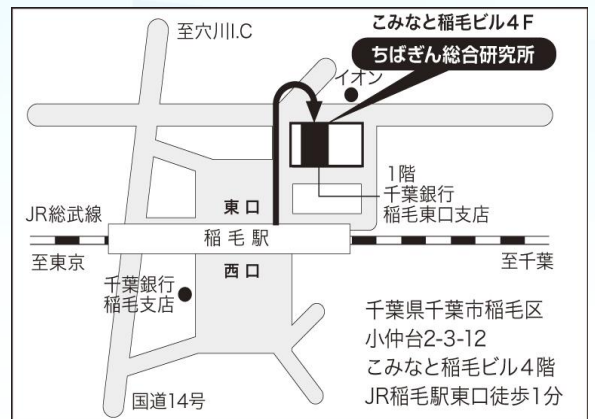 こみなと稲毛ビル4F
至穴川I.C
ちばぎん総合研究所
イオン
1階
千葉銀行
稲毛東口支店
東口
JR総武線
稲毛駅
至東京
至千葉
西口
千葉銀行
稲毛支店
千葉県千葉市稲毛区
小仲台2-3-12
こみなと稲毛ビル4階
JR稲毛駅東口徒歩1分
国道14号